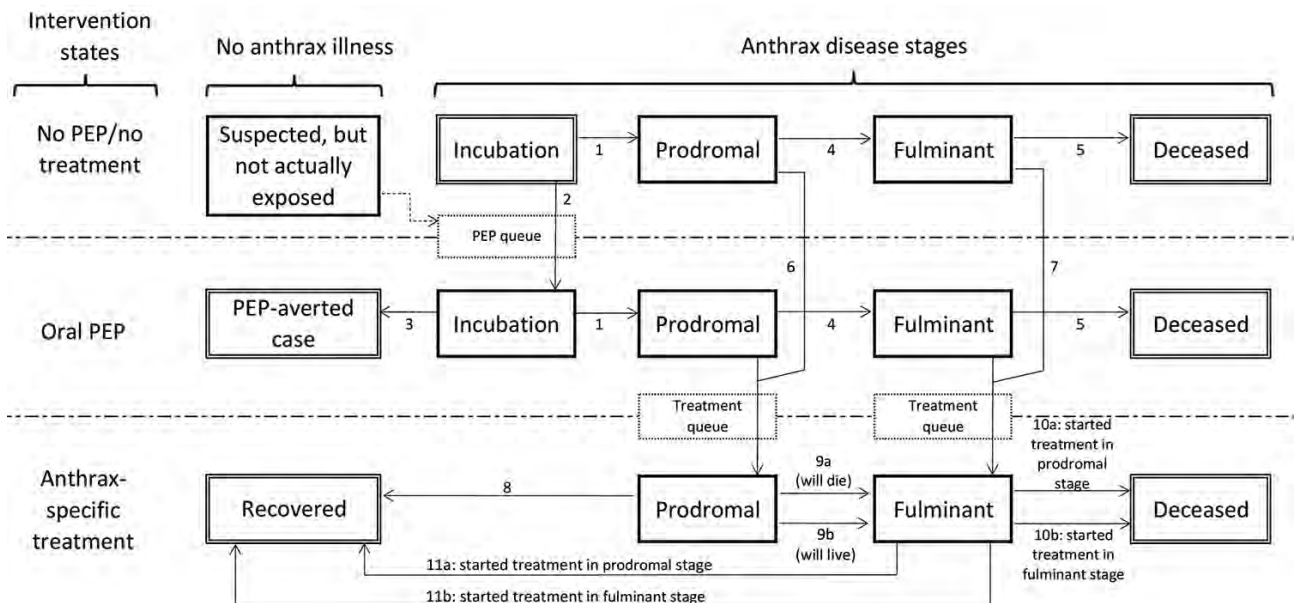 Intervention
states
No anthrax illness
Anthrax disease stages
No PEP/no
treatment
Suspected, but
not actually
exposed
Incubation
1
Prodromal
4
Fulminant
5
Deceased
2
PEP queue
6
7
Oral PEP
PEP-averted
case
3
Incubation
1
Prodromal
4
Fulminant
5
Deceased
Treatment
queue
Treatment
queue
10a: started
treatment in
prodromal
stage
Anthrax-
specific
treatment
Recovered
8
Prodromal
9a
(will die)
9b
(will live)
Fulminant
Deceased
10b: started
treatment in
fulminant stage
11a: started treatment in prodromal stage
11b: started treatment in fulminant stage